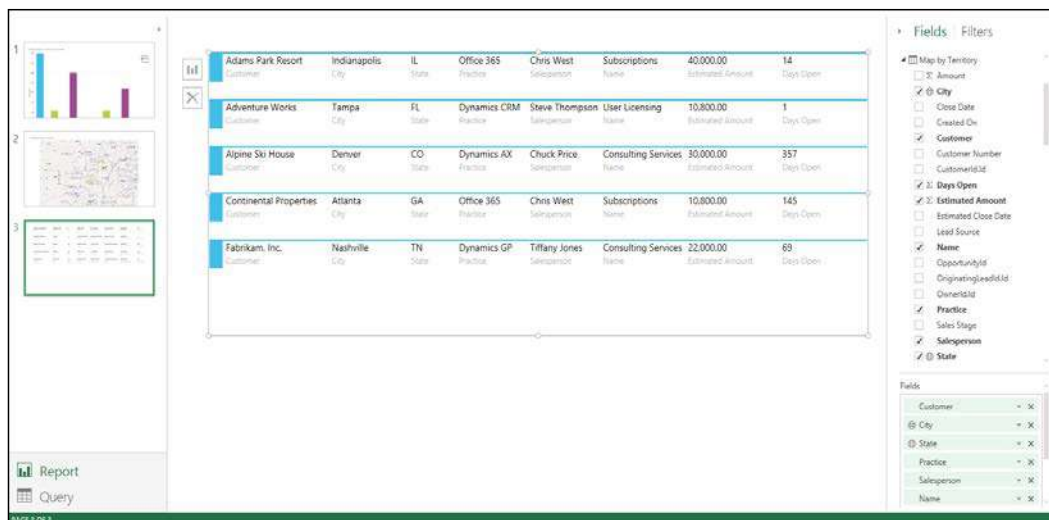 1
2
3
Report
Query
Adams Park Resort Indianapolis IL Office 365 Chris West Subscriptions 40,000.00 14
Customer City State Practice Salesperson Name Estimated Amount Days Open
Adventure Works Tampa FL Dynamics CRM Steve Thompson User Licensing 10,800.00 1
Customer City State Practice Salesperson Name Estimated Amount Days Open
Alpine Ski House Denver CO Dynamics AX Chuck Price Consulting Services 30,000.00 357
Customer City State Practice Salesperson Name Estimated Amount Days Open
Continental Properties Atlanta GA Office 365 Chris West Subscriptions 10,800.00 145
Customer City State Practice Salesperson Name Estimated Amount Days Open
Fabrikam, Inc. Nashville TN Dynamics GP Tiffany Jones Consulting Services 22,000.00 69
Customer City State Practice Salesperson Name Estimated Amount Days Open
Fields Filters
Map by Territory
Σ Amount
City
Close Date
Created On
Customer
Customer Number
CustomerId.Id
Σ Days Open
Σ Estimated Amount
Estimated Close Date
Lead Source
Name
OpportunityId
OriginatingLeadId.Id
OwnerId.Id
Practice
Sales Stage
Salesperson
State
Fields
Customer
City
State
Practice
Salesperson
Name